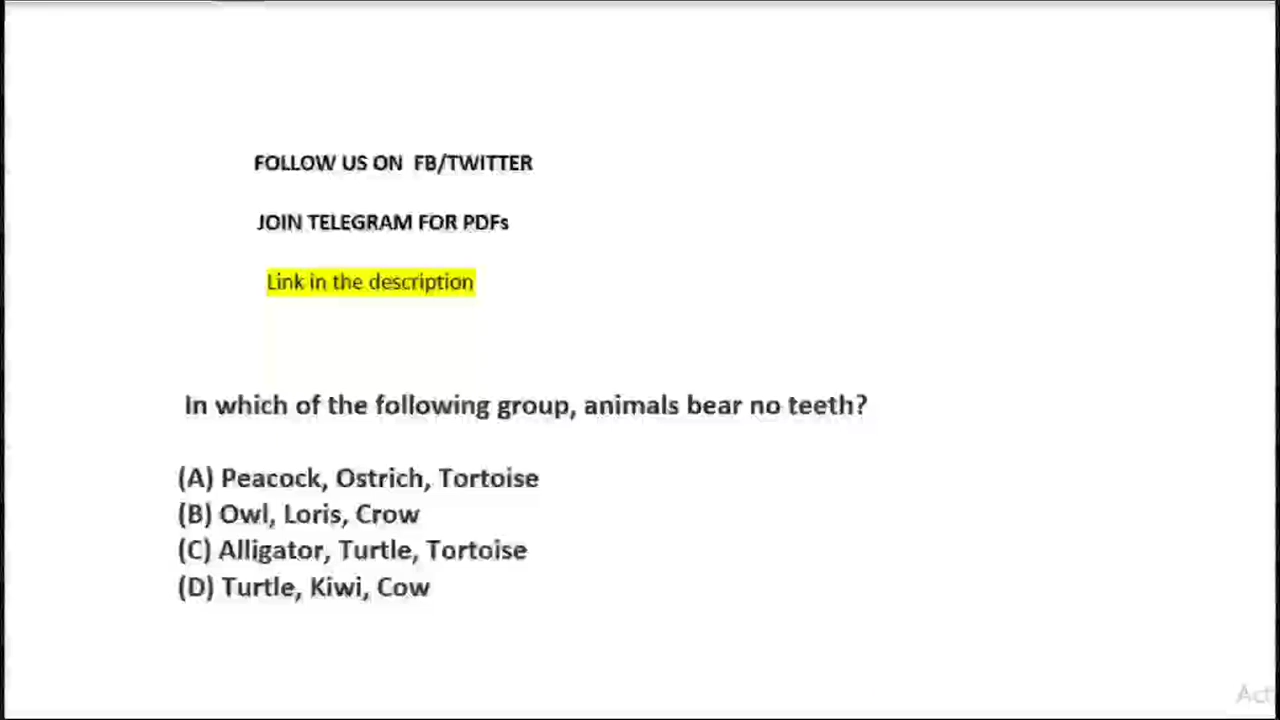 FOLLOW US ON FB/TWITTER
JOIN TELEGRAM FOR PDFs
Link in the description
In which of the following group, animals bear no teeth?
(A) Peacock, Ostrich, Tortoise
(B) Owl, Loris, Crow
(C) Alligator, Turtle, Tortoise
(D) Turtle, Kiwi, Cow
Act